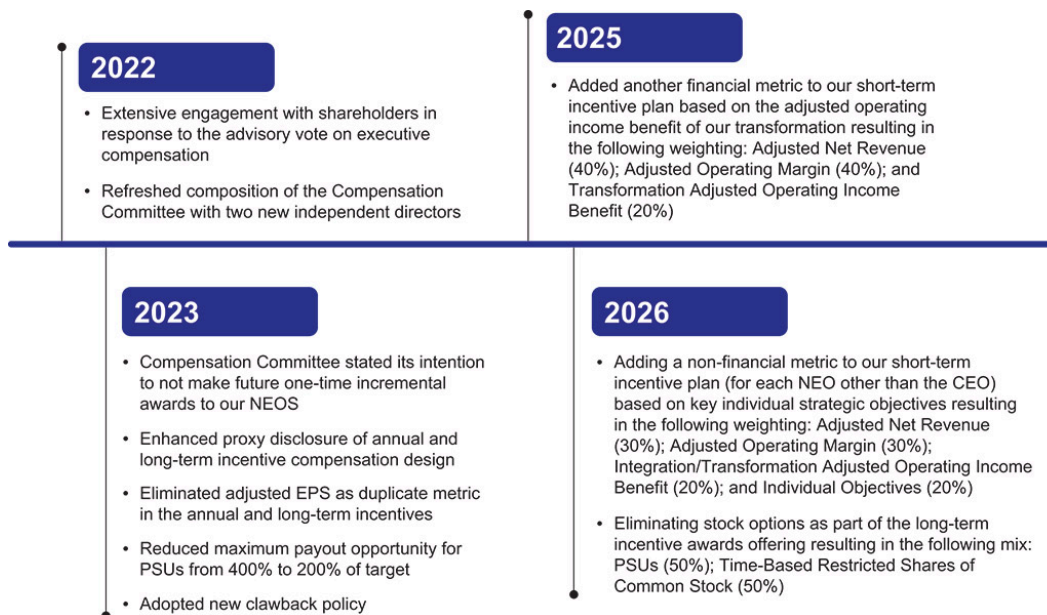 2022
• Extensive engagement with shareholders in
response to the advisory vote on executive
compensation
• Refreshed composition of the Compensation
Committee with two new independent directors
2025
• Added another financial metric to our short-term
incentive plan based on the adjusted operating
income benefit of our transformation resulting in
the following weighting: Adjusted Net Revenue
(40%); Adjusted Operating Margin (40%); and
Transformation Adjusted Operating Income
Benefit (20%)
2023
• Compensation Committee stated its intention
to not make future one-time incremental
awards to our NEOS
• Enhanced proxy disclosure of annual and
long-term incentive compensation design
• Eliminated adjusted EPS as duplicate metric
in the annual and long-term incentives
• Reduced maximum payout opportunity for
PSUs from 400% to 200% of target
• Adopted new clawback policy
2026
• Adding a non-financial metric to our short-term
incentive plan (for each NEO other than the CEO)
based on key individual strategic objectives resulting
in the following weighting: Adjusted Net Revenue
(30%); Adjusted Operating Margin (30%);
Integration/Transformation Adjusted Operating Income
Benefit (20%); and Individual Objectives (20%)
• Eliminating stock options as part of the long-term
incentive awards offering resulting in the following mix:
PSUs (50%); Time-Based Restricted Shares of
Common Stock (50%)